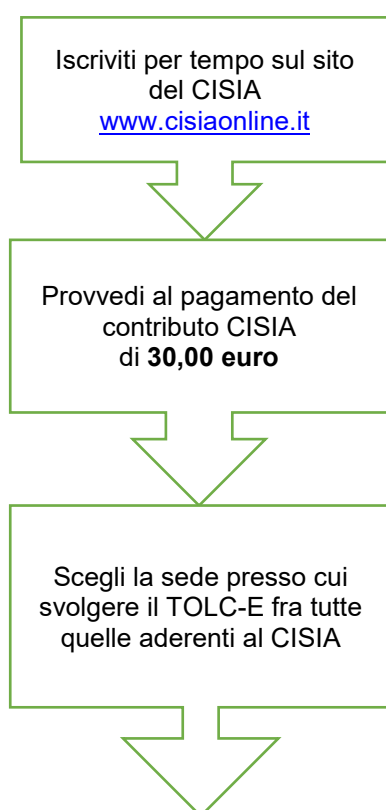 Iscriviti per tempo sul sito
del CISIA
www.cisiaonline.it
Provvedi al pagamento del
contributo CISIA
di 30,00 euro
Scegli la sede presso cui
svolgere il TOLC-E fra tutte
quelle aderenti al CISIA